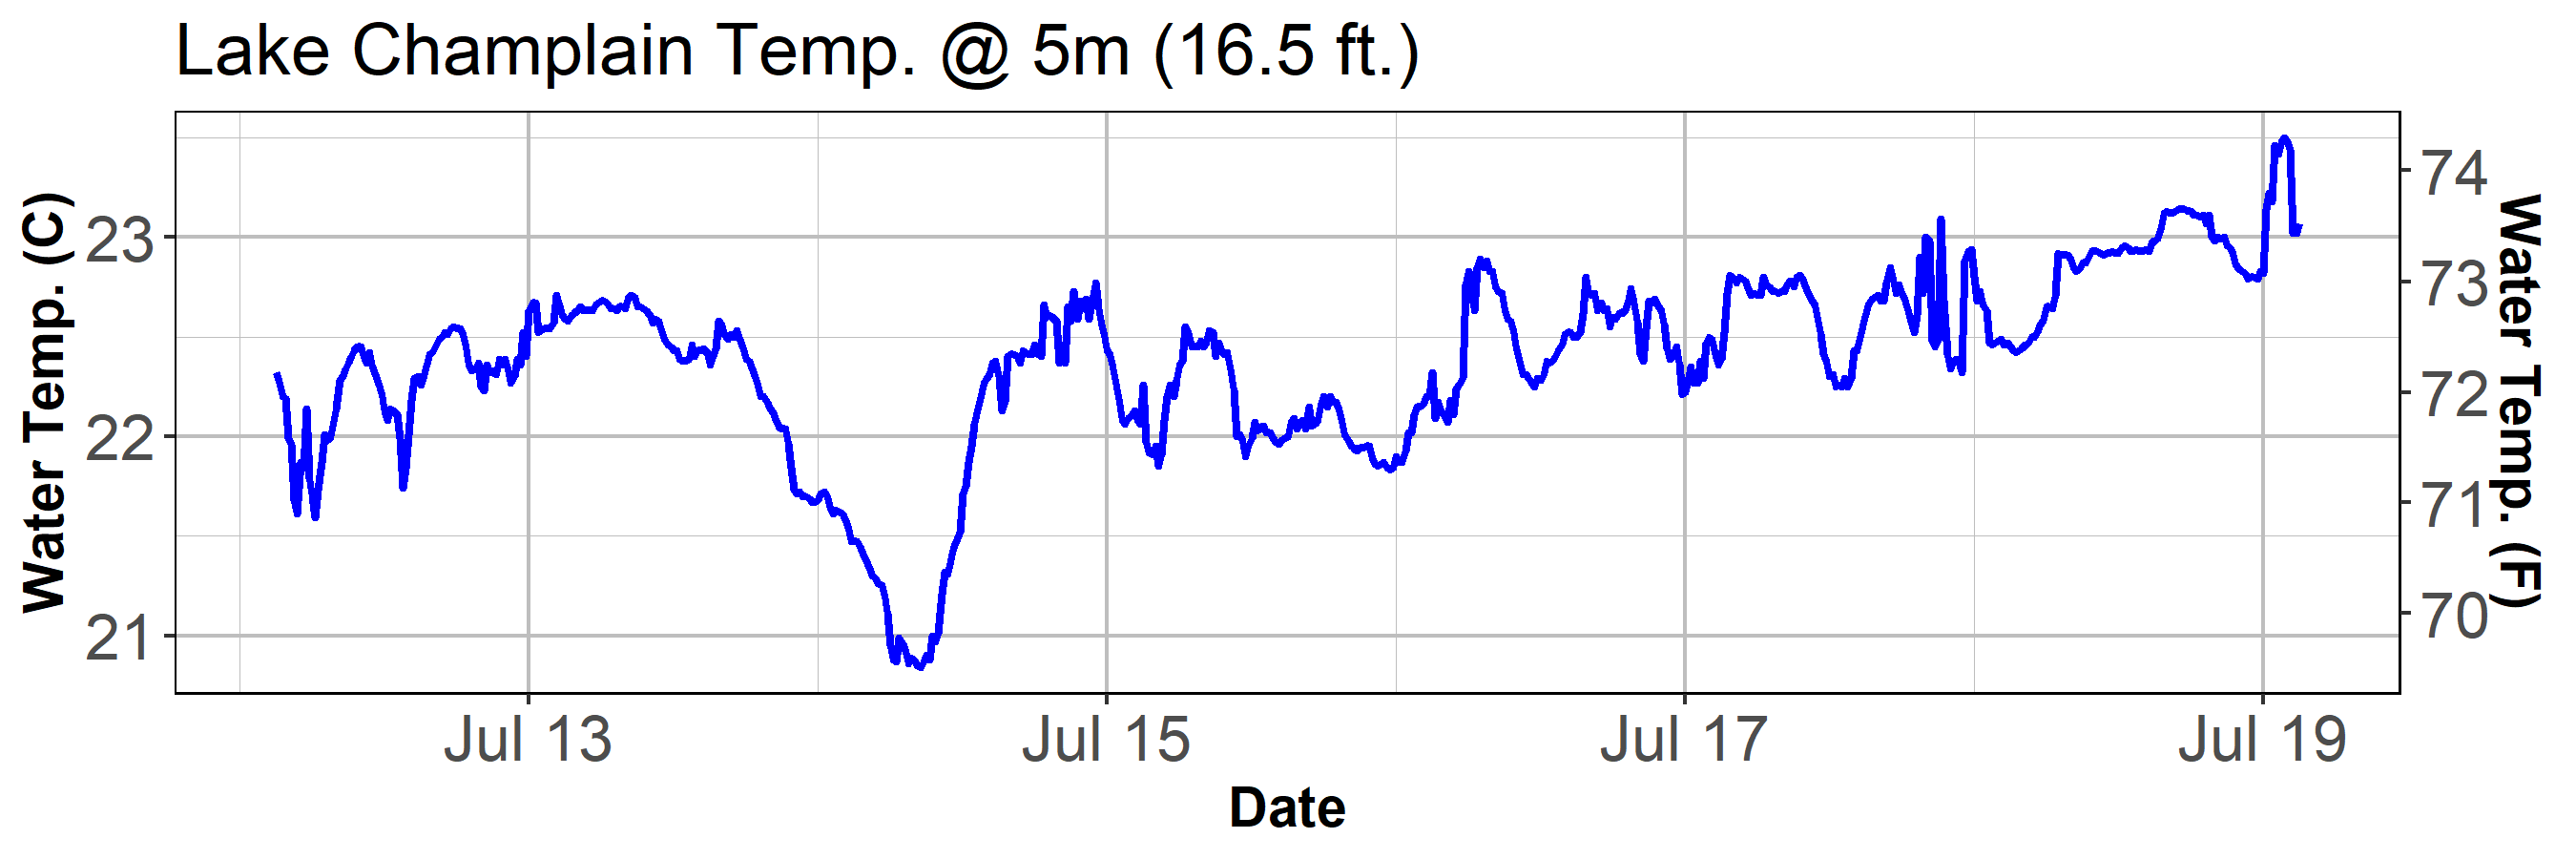 Lake Champlain Temp. @ 5m (16.5 ft.)
Water Temp. (C)
23
22
21
74
73
72
71
70
Water Temp. (F)
Jul 13
Jul 15
Jul 17
Jul 19
Date